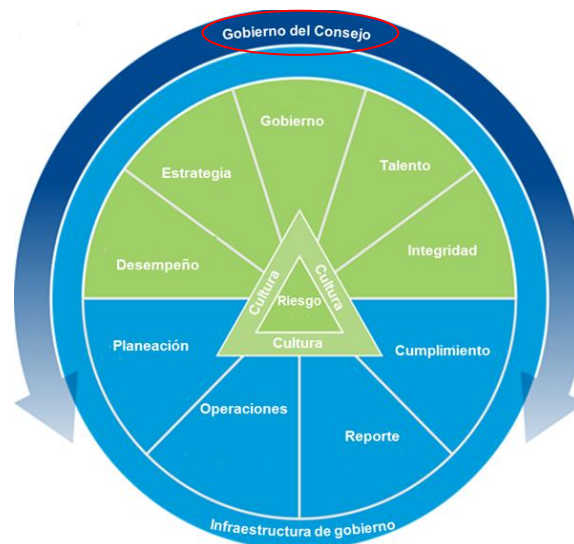 Gobierno del Consejo
Gobierno
Estrategia
Talento
Desempeño
Integridad
Cultura
Cultura
Riesgo
Cultura
Planeación
Cumplimiento
Operaciones
Reporte
Infraestructura de gobierno